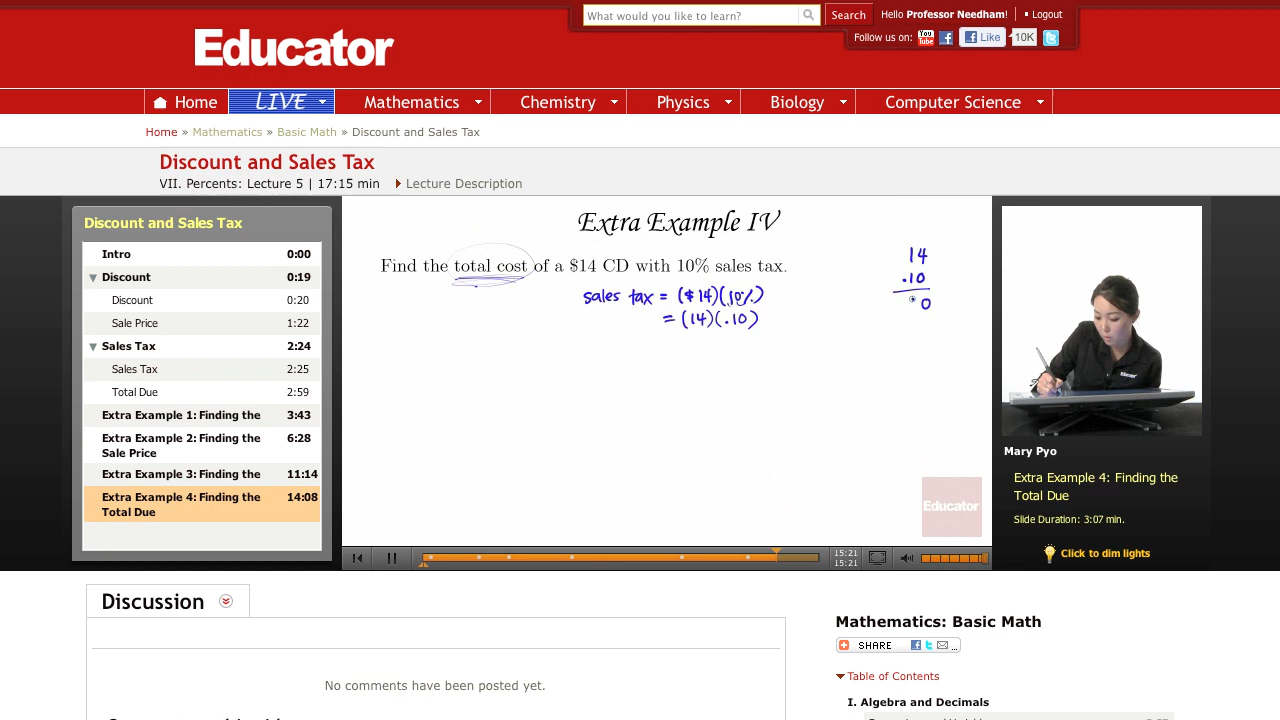 What would you like to learn?
Search
Hello Professor Needham!
Logout
Follow us on:
You Tube
Like
10K
Educator
Home
LIVE
Mathematics
Chemistry
Physics
Biology
Computer Science
Home » Mathematics » Basic Math » Discount and Sales Tax
Discount and Sales Tax
VII. Percents: Lecture 5 | 17:15 min
Lecture Description
Discount and Sales Tax
Intro 0:00
Discount 0:19
Discount 0:20
Sale Price 1:22
Sales Tax 2:24
Sales Tax 2:25
Total Due 2:59
Extra Example 1: Finding the 3:43
Extra Example 2: Finding the 6:28
Sale Price
Extra Example 3: Finding the 11:14
Extra Example 4: Finding the 14:08
Total Due
Extra Example IV
Find the total cost of a $14 CD with 10% sales tax.
sales tax = ($14)(10%)
= (14)(.10)
14
.10
0
Educator
15:21
15:21
Educator
Mary Pyo
Extra Example 4: Finding the
Total Due
Slide Duration: 3:07 min.
Click to dim lights
Discussion
No comments have been posted yet.
Mathematics: Basic Math
SHARE
Table of Contents
I. Algebra and Decimals